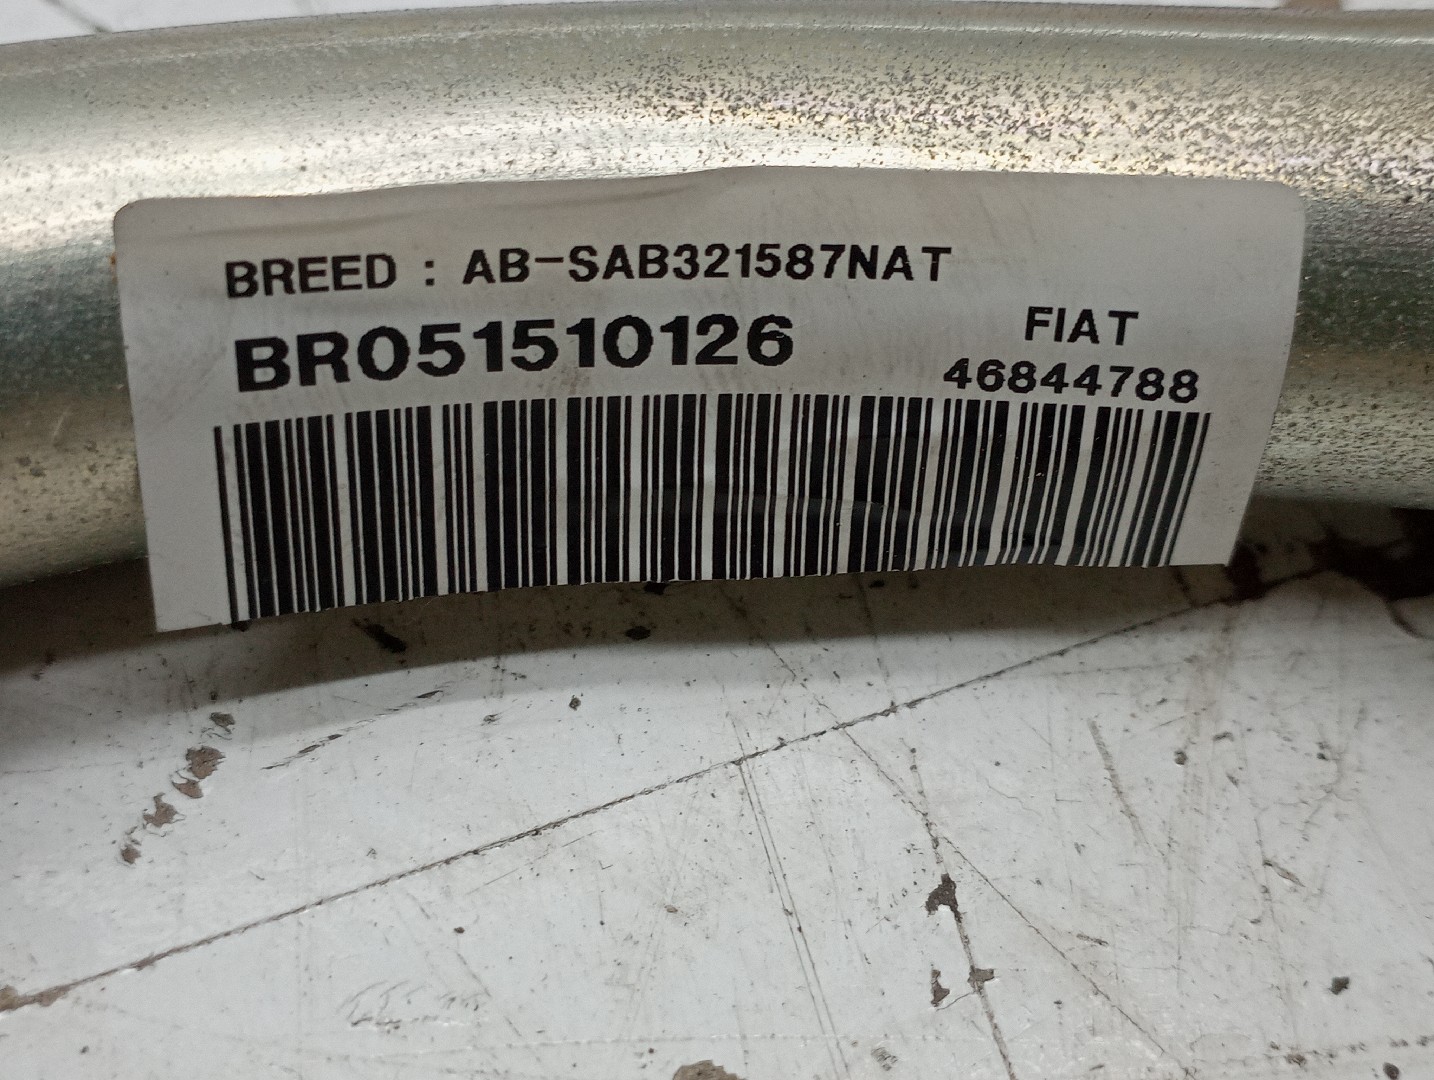 BREED : AB-SAB321587NAT
BR051510126
FIAT
46844788